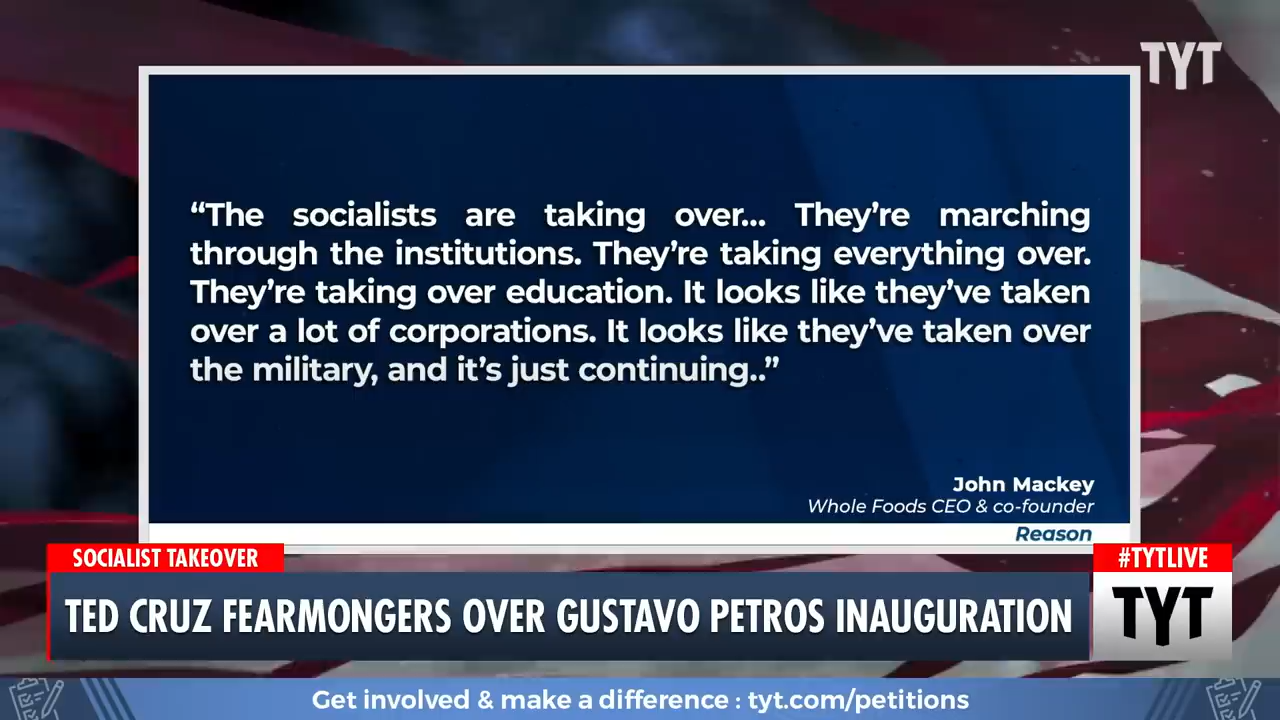 TYT
“The socialists are taking over... They’re marching
through the institutions. They’re taking everything over.
They’re taking over education. It looks like they’ve taken
over a lot of corporations. It looks like they’ve taken over
the military, and it’s just continuing..”
John Mackey
Whole Foods CEO & co-founder
Reason
SOCIALIST TAKEOVER
#TYTLIVE
TED CRUZ FEARMONGERS OVER GUSTAVO PETROS INAUGURATION
TYT
Get involved & make a difference : tyt.com/petitions